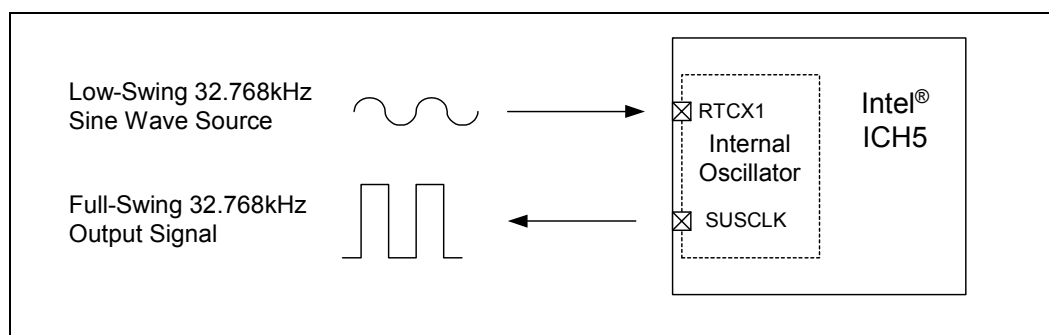 Low-Swing 32.768kHz
Sine Wave Source
Full-Swing 32.768kHz
Output Signal
RTCX1
Internal
Oscillator
SUSCLK
Intel®
ICH5